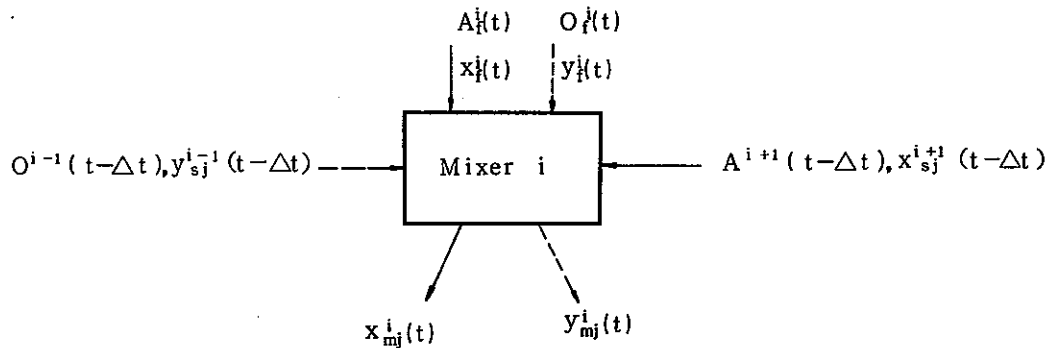 A_f^i(t) O_f^i(t)
x_f^i(t) y_f^i(t)
O^{i-1}(t-△t), y_{sj}^{i-1}(t-△t) Mixer i A^{i+1}(t-△t), x_{sj}^{i+1}(t-△t)
x_{mj}^i(t) y_{mj}^i(t)